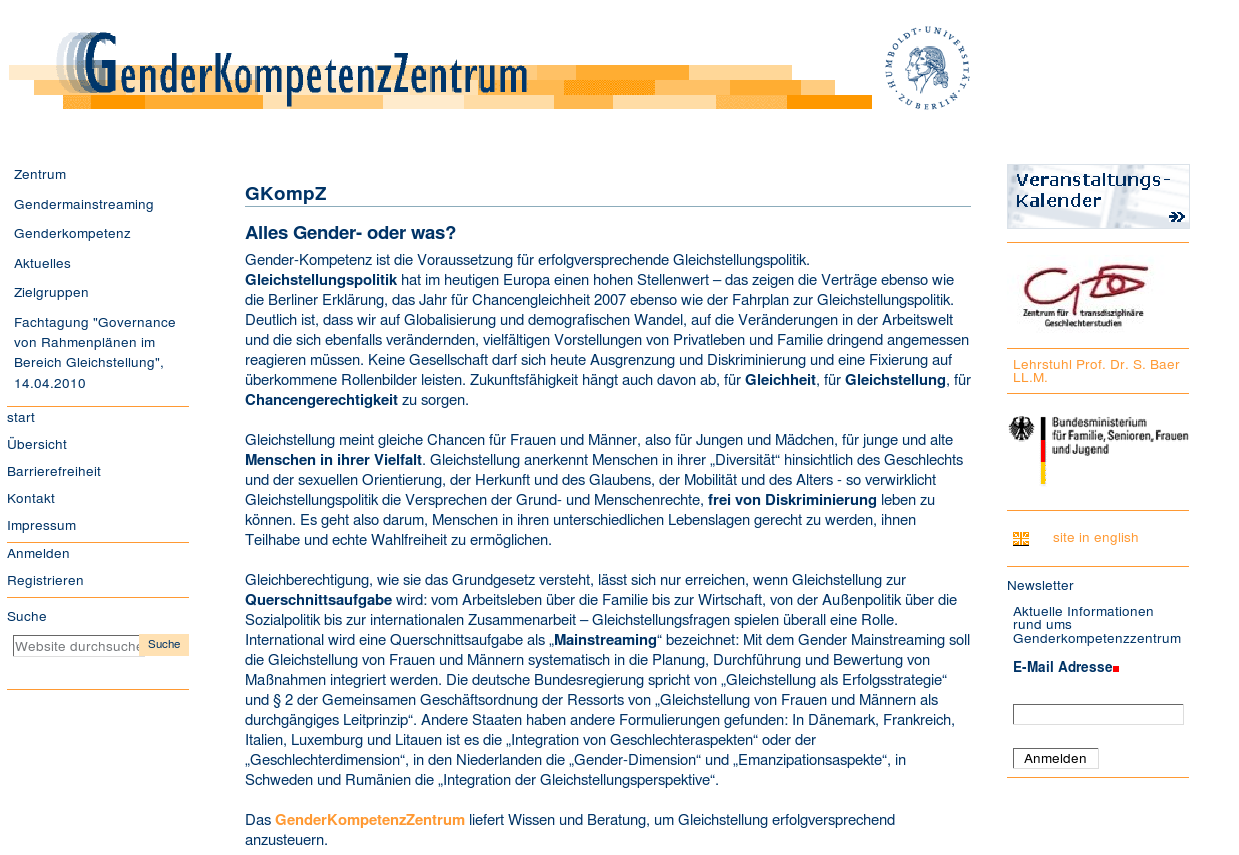 GenderKompetenzZentrum
HUMBOLDT-UNIVERSITÄT
ZU BERLIN
Zentrum
Gendermainstreaming
Genderkompetenz
Aktuelles
Zielgruppen
Fachtagung "Governance
von Rahmenplänen im
Bereich Gleichstellung",
14.04.2010
start
Übersicht
Barrierefreiheit
Kontakt
Impressum
Anmelden
Registrieren
Suche
Website durchsuche
Suche
GKompZ
Alles Gender- oder was?
Gender-Kompetenz ist die Voraussetzung für erfolgversprechende Gleichstellungspolitik.
Gleichstellungspolitik hat im heutigen Europa einen hohen Stellenwert – das zeigen die Verträge ebenso wie
die Berliner Erklärung, das Jahr für Chancengleichheit 2007 ebenso wie der Fahrplan zur Gleichstellungspolitik.
Deutlich ist, dass wir auf Globalisierung und demografischen Wandel, auf die Veränderungen in der Arbeitswelt
und die sich ebenfalls verändernden, vielfältigen Vorstellungen von Privatleben und Familie dringend angemessen
reagieren müssen. Keine Gesellschaft darf sich heute Ausgrenzung und Diskriminierung und eine Fixierung auf
überkommene Rollenbilder leisten. Zukunftsfähigkeit hängt auch davon ab, für Gleichheit, für Gleichstellung, für
Chancengerechtigkeit zu sorgen.
Gleichstellung meint gleiche Chancen für Frauen und Männer, also für Jungen und Mädchen, für junge und alte
Menschen in ihrer Vielfalt. Gleichstellung anerkennt Menschen in ihrer „Diversität“ hinsichtlich des Geschlechts
und der sexuellen Orientierung, der Herkunft und des Glaubens, der Mobilität und des Alters - so verwirklicht
Gleichstellungspolitik die Versprechen der Grund- und Menschenrechte, frei von Diskriminierung leben zu
können. Es geht also darum, Menschen in ihren unterschiedlichen Lebenslagen gerecht zu werden, ihnen
Teilhabe und echte Wahlfreiheit zu ermöglichen.
Gleichberechtigung, wie sie das Grundgesetz versteht, lässt sich nur erreichen, wenn Gleichstellung zur
Querschnittsaufgabe wird: vom Arbeitsleben über die Familie bis zur Wirtschaft, von der Außenpolitik über die
Sozialpolitik bis zur internationalen Zusammenarbeit – Gleichstellungsfragen spielen überall eine Rolle.
International wird eine Querschnittsaufgabe als „Mainstreaming“ bezeichnet: Mit dem Gender Mainstreaming soll
die Gleichstellung von Frauen und Männern systematisch in die Planung, Durchführung und Bewertung von
Maßnahmen integriert werden. Die deutsche Bundesregierung spricht von „Gleichstellung als Erfolgsstrategie“
und § 2 der Gemeinsamen Geschäftsordnung der Ressorts von „Gleichstellung von Frauen und Männern als
durchgängiges Leitprinzip“. Andere Staaten haben andere Formulierungen gefunden: In Dänemark, Frankreich,
Italien, Luxemburg und Litauen ist es die „Integration von Geschlechteraspekten“ oder der
„Geschlechterdimension“, in den Niederlanden die „Gender-Dimension“ und „Emanzipationsaspekte“, in
Schweden und Rumänien die „Integration der Gleichstellungsperspektive“.
Das GenderKompetenzZentrum liefert Wissen und Beratung, um Gleichstellung erfolgversprechend
anzusteuern.
Veranstaltungs-
Kalender
Zentrum für transdisziplinäre
Geschlechterstudien
Lehrstuhl Prof. Dr. S. Baer
LL.M.
Bundesministerium
für Familie, Senioren, Frauen
und Jugend
site in english
Newsletter
Aktuelle Informationen
rund ums
Genderkompetenzzentrum
E-Mail Adresse
Anmelden